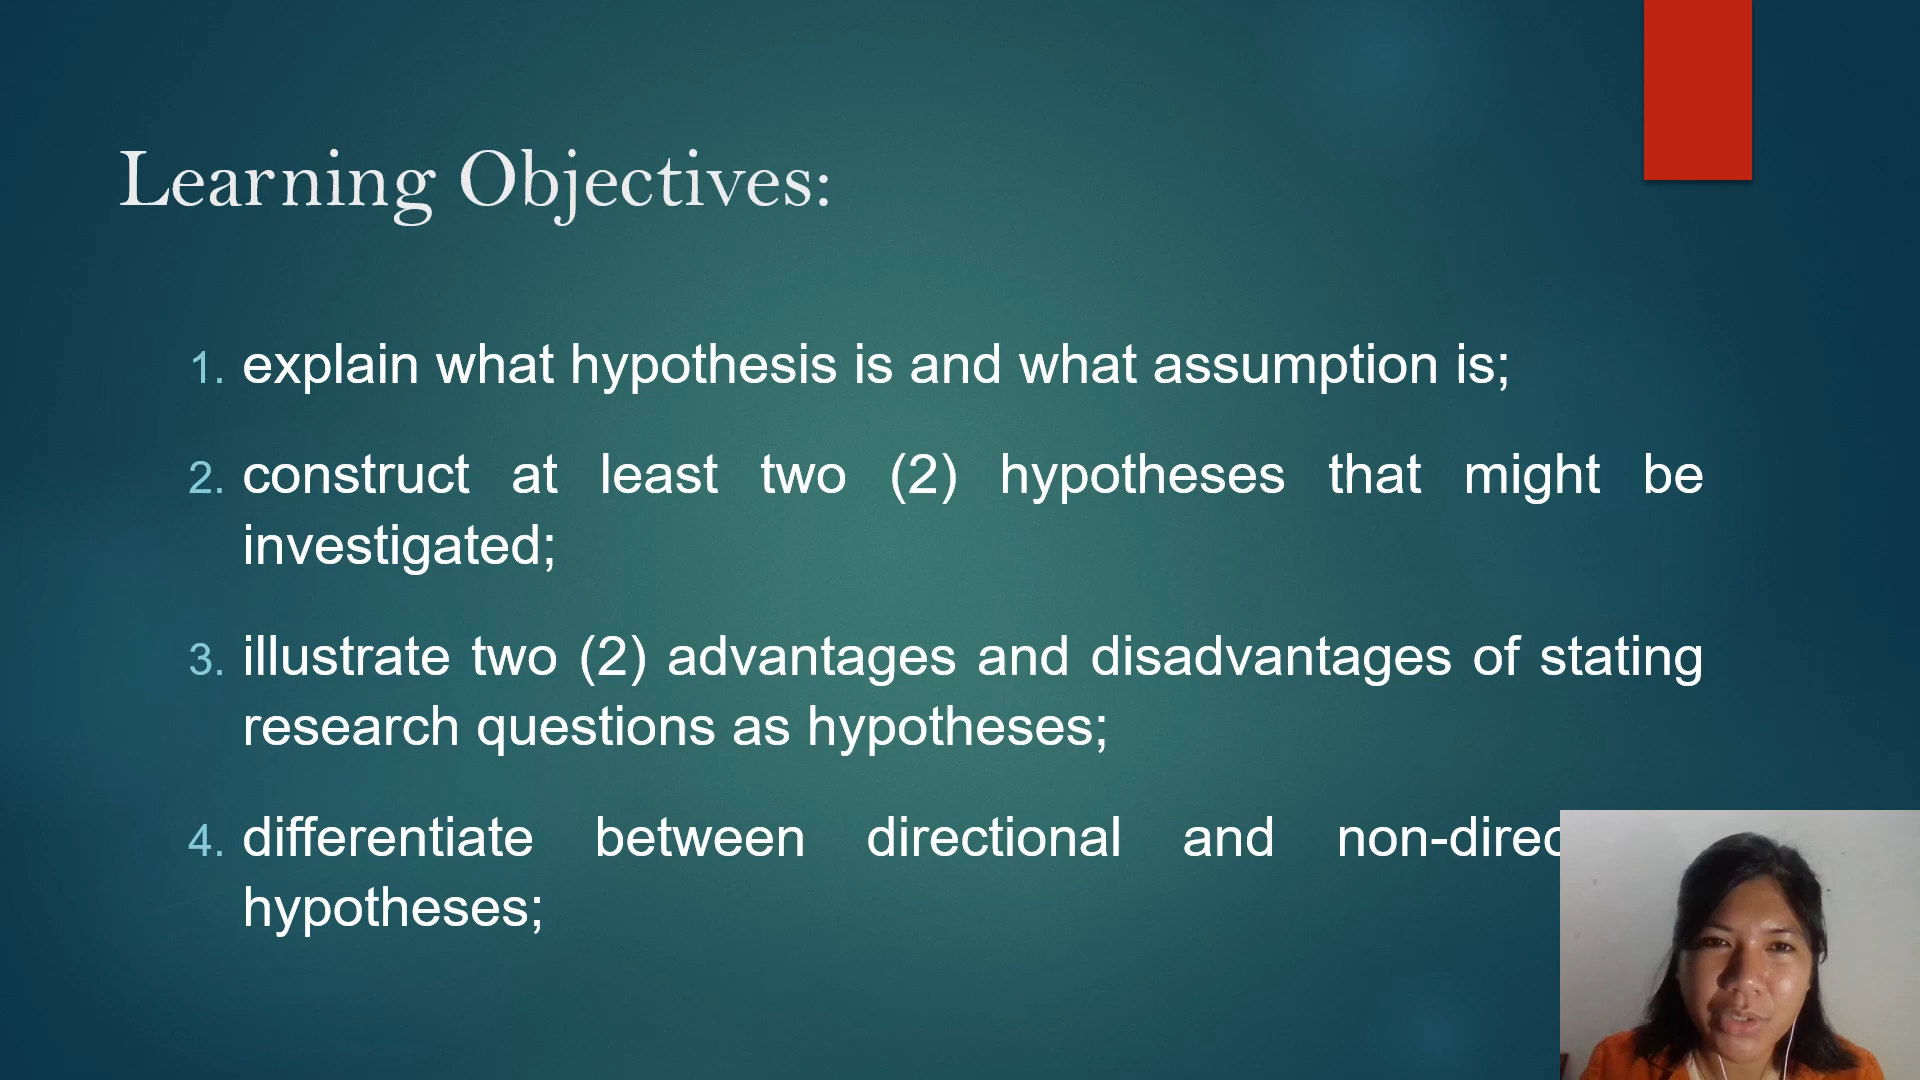 Learning Objectives:
1. explain what hypothesis is and what assumption is;
2. construct at least two (2) hypotheses that might be
investigated;
3. illustrate two (2) advantages and disadvantages of stating
research questions as hypotheses;
4. differentiate between directional and
hypotheses;